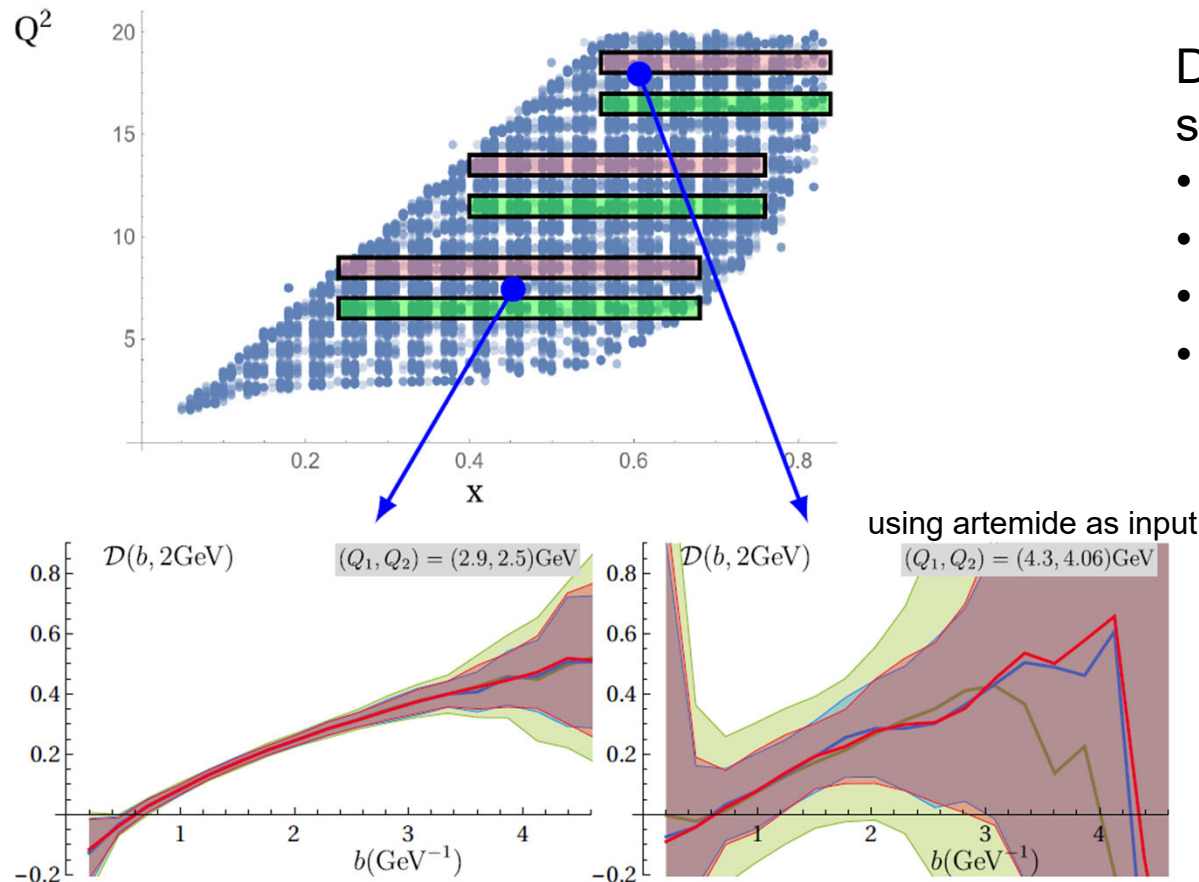 Q²
20
15
10
5
0.2 0.4 0.6 0.8
x
D
s
•
•
•
•
using artemide as input
𝒟(b, 2GeV)
(Q₁, Q₂) = (2.9, 2.5)GeV
0.8
0.6
0.4
0.2
−0.2
1 2 3 4
b(GeV⁻¹)
𝒟(b, 2GeV)
(Q₁, Q₂) = (4.3, 4.06)GeV
0.8
0.6
0.4
0.2
−0.2
1 2 3 4
b(GeV⁻¹)